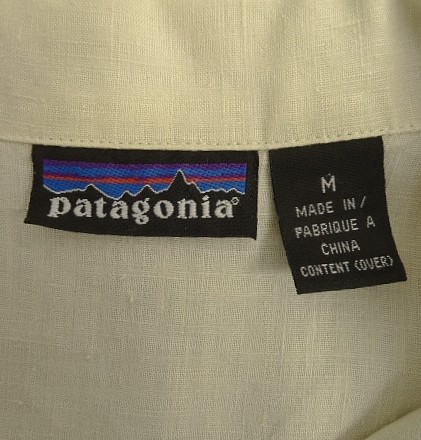 patagonia®
M
MADE IN/
FABRIQUE A
CHINA
CONTENT (OVER)